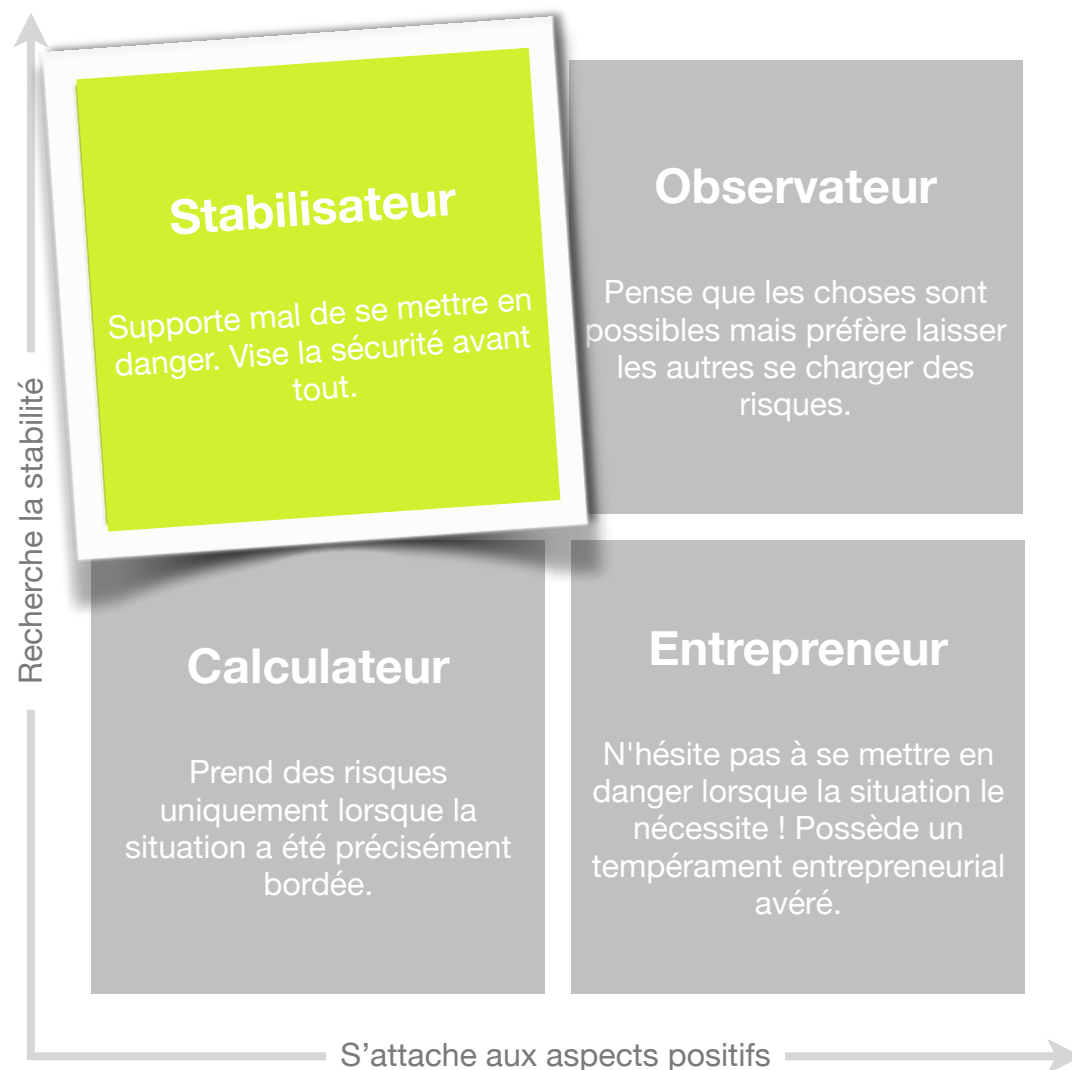 Stabilisateur
Supporte mal de se mettre en
danger. Vise la sécurité avant
tout.
Observateur
Pense que les choses sont
possibles mais préfère laisser
les autres se charger des
risques.
Recherche la stabilité
Calculateur
Prend des risques
uniquement lorsque la
situation a été précisément
bordée.
Entrepreneur
N'hésite pas à se mettre en
danger lorsque la situation le
nécessite ! Possède un
tempérament entrepreneurial
avéré.
S’attache aux aspects positifs